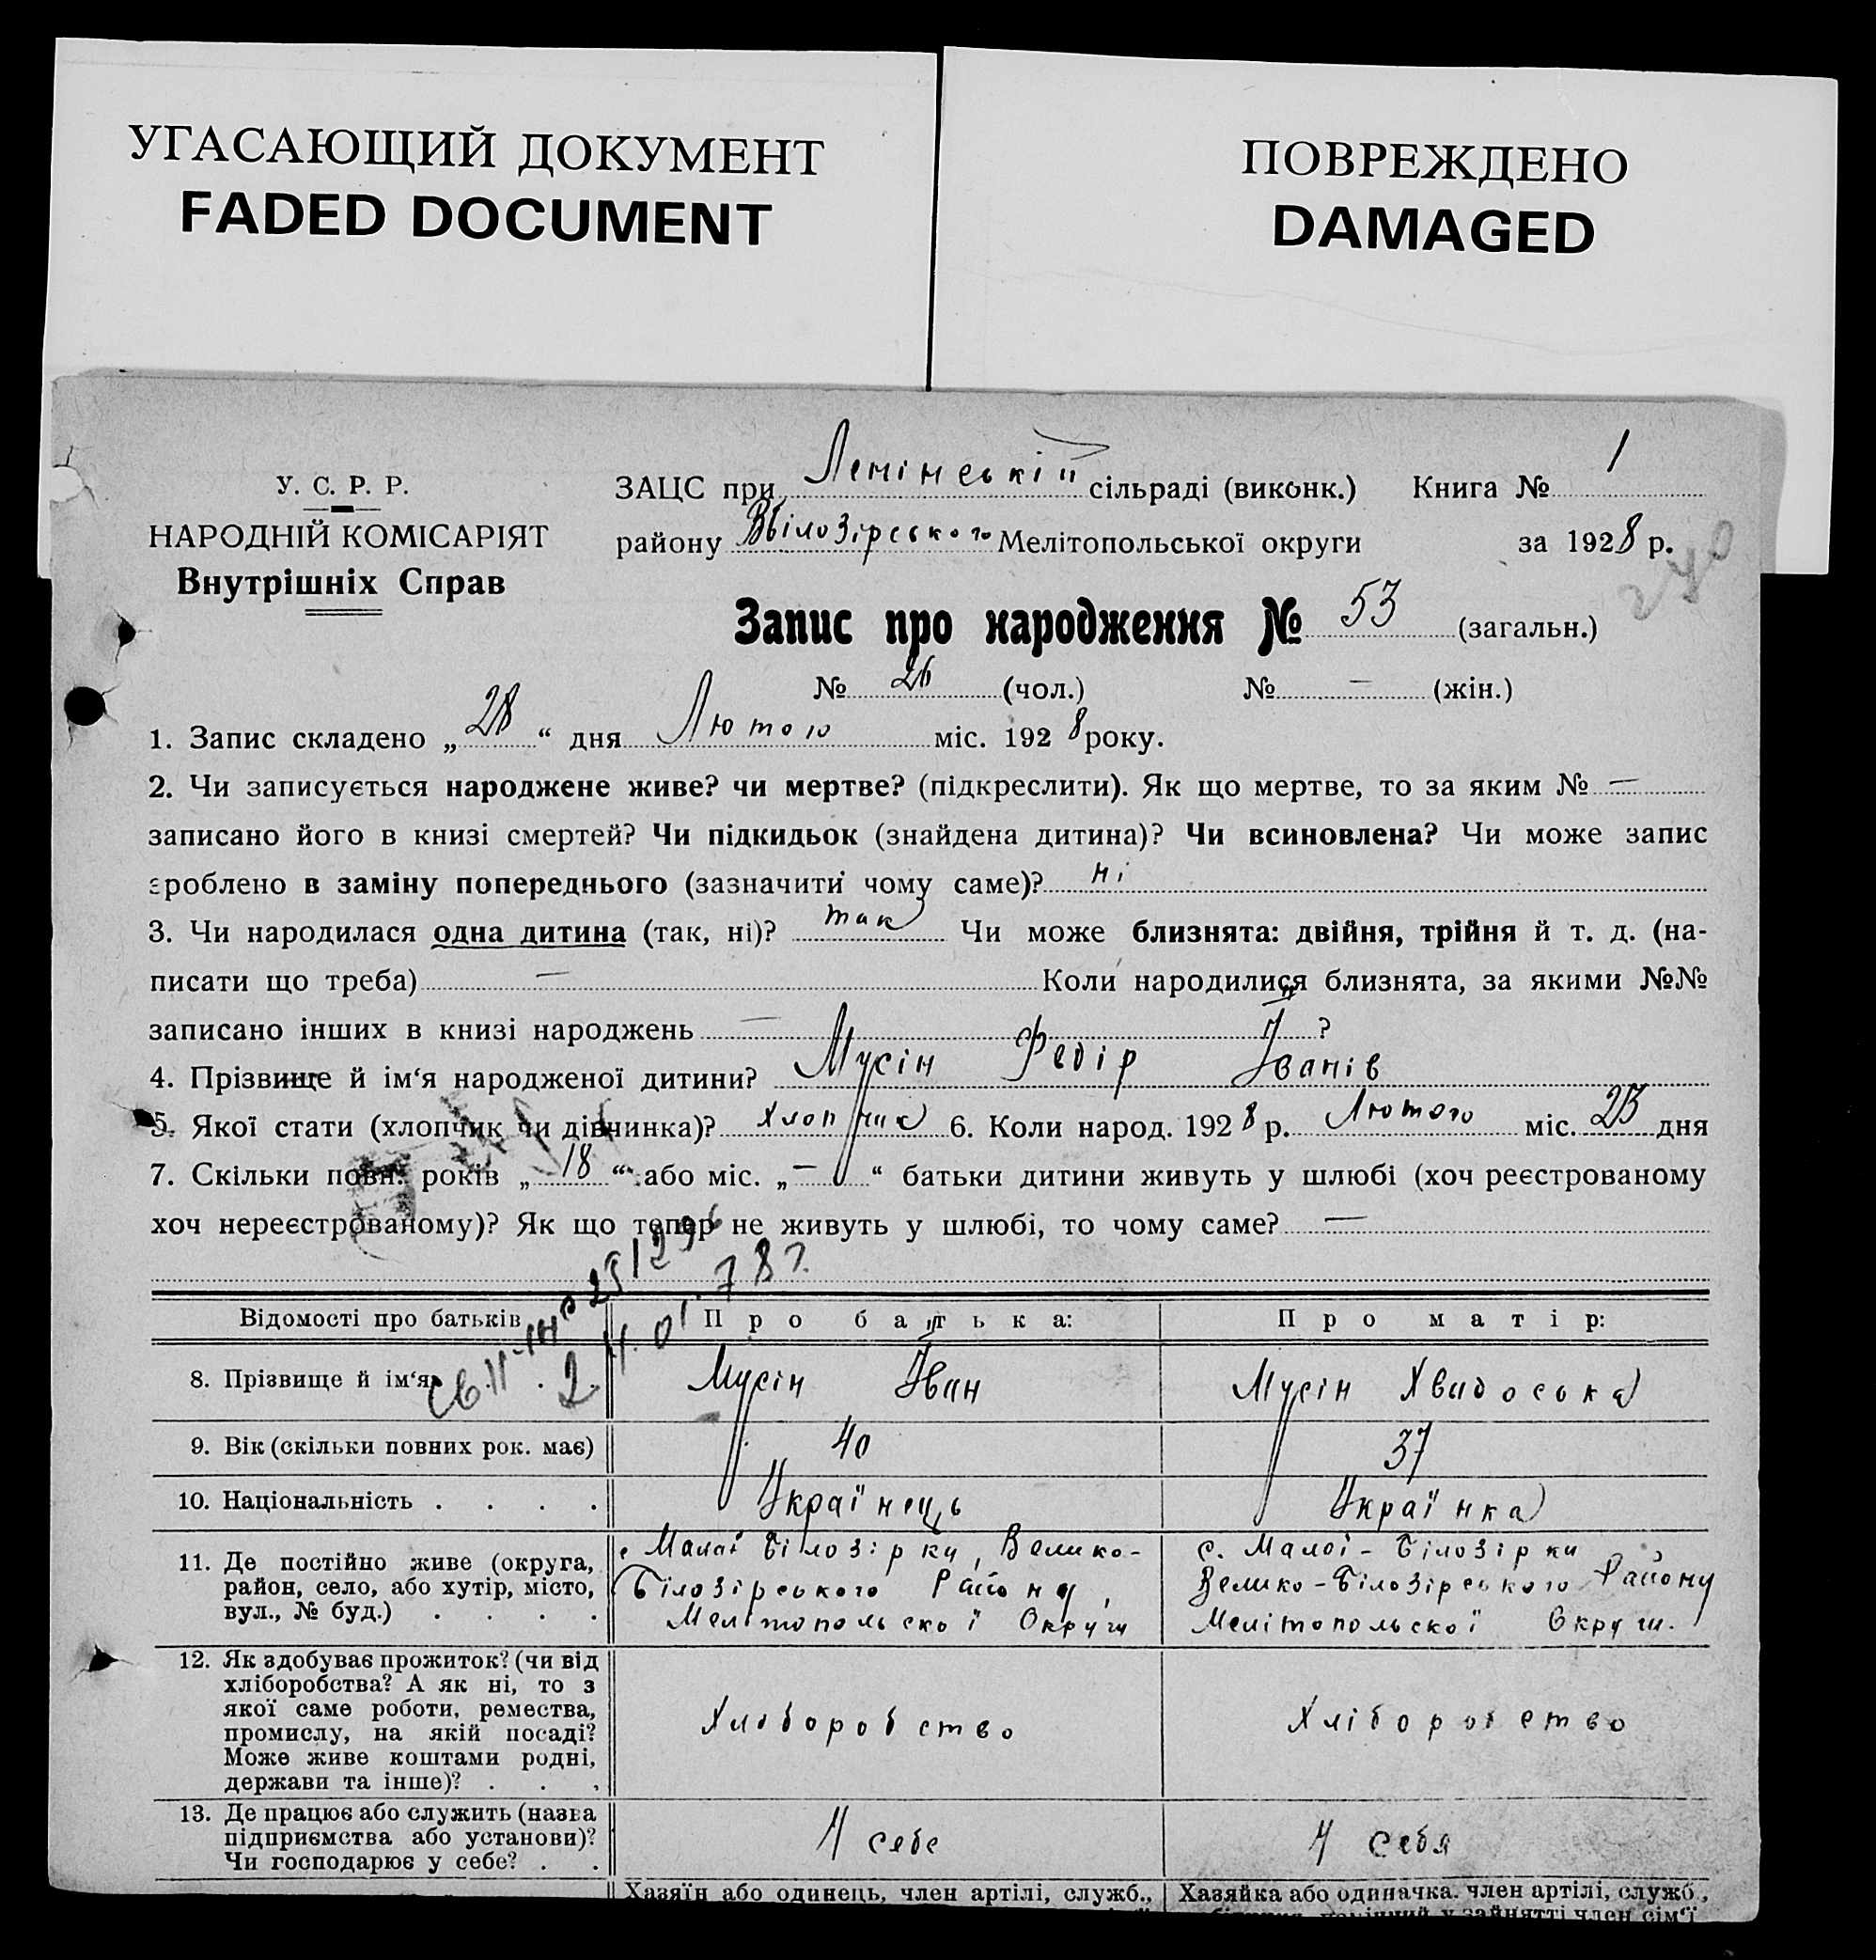 УГАСАЮЩИЙ ДОКУМЕНТ
FADED DOCUMENT
ПОВРЕЖДЕНО
DAMAGED
У. С. Р. Р.
НАРОДНІЙ КОМІСАРІЯТ
Внутрішніх Справ
ЗАЦС при Ленінській сільраді (виконк.) Книга № 1
району Вбілозірського Мелітопольської округи за 1928 р.
240
Запис про народження № 53 (загальн.)
№ 26 (чол.) № — (жін.)
1. Запис складено „28“ дня Лютого міс. 1928 року.
2. Чи записується народжене живе? чи мертве? (підкреслити). Як що мертве, то за яким № —
записано його в книзі смертей? Чи підкидьок (знайдена дитина)? Чи всиновлена? Чи може запис
зроблено в заміну попереднього (зазначити чому саме)? ні
3. Чи народилася одна дитина (так, ні)? так Чи може близнята: двійня, трійня й т. д. (на-
писати що треба) — Коли народилися близнята, за якими №№
записано інших в книзі народжень — ?
4. Прізвище й ім‘я народженої дитини? Мусін Федір Іванів
5. Якої стати (хлопчик чи дівчинка)? хлопчик 6. Коли народ. 1928 р. Лютого міс. 23 дня
7. Скільки повн. років „18“ або міс. „—“ батьки дитини живуть у шлюбі (хоч реєстрованому
хоч нереєстрованому)? Як що тепер не живуть у шлюбі, то чому саме? —
Відомості про батьків Про батька: Про матір:
8. Прізвище й ім‘я Мусін Іван Мусін Хвадоська
9. Вік (скільки повних рок. має) 40 37
10. Національність . . . . Українець Українка
11. Де постійно живе (округа,
район, село, або хутір, місто,
вул., № буд.) . . . .
с Малої Білозірки, Велико-
Білозірського Району,
Мелітопольскої Округи
с. Малої-Білозірки
Велико-Білозірського Району
Мелітопольскої Округи.
12. Як здобуває прожиток? (чи від
хліборобства? А як ні, то з
якої саме роботи, ремества,
промислу, на якій посаді?
Може живе коштами родні,
держави та інше)? . . .
Хліборобство
Хліборобство
13. Де працює або служить (назва
підприємства або установи)?
Чи господарює у себе? . .
У себе
У себя
Хазяїн або одинець, член артілі, служб.,
Хазяйка або одиначка, член артілі, служб.,
помічний у зайнятті член сім‘ї